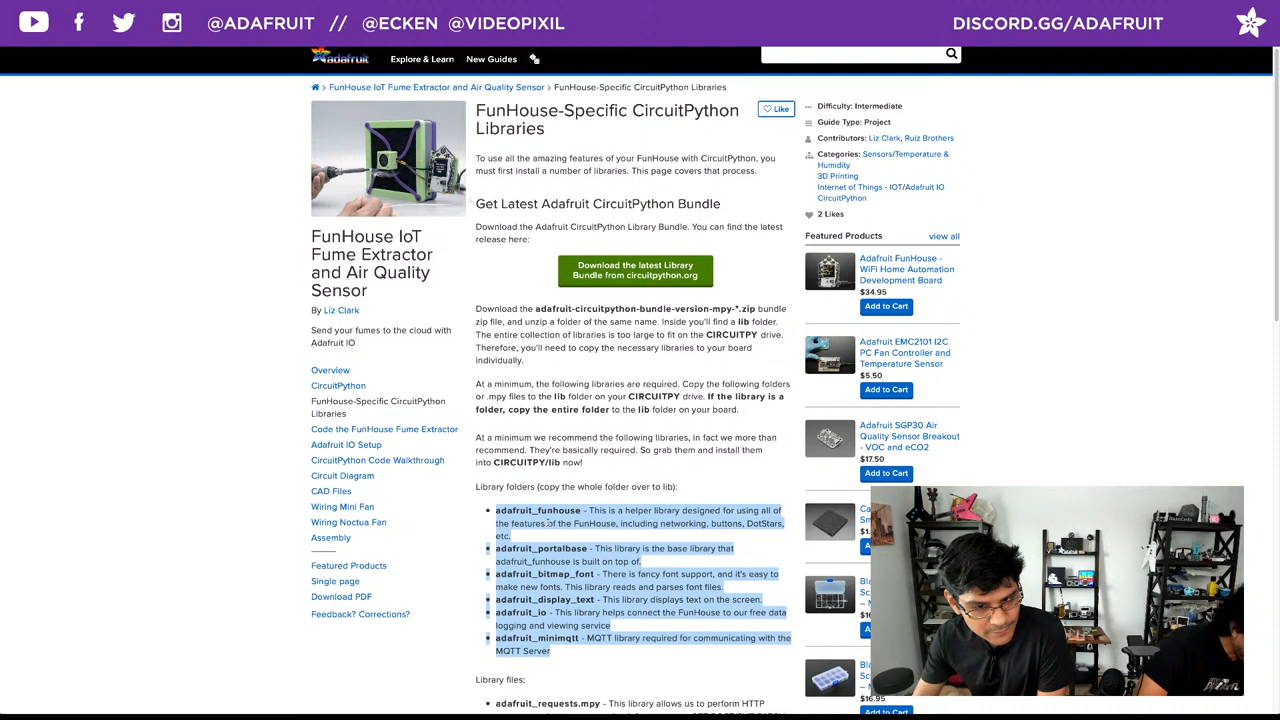 @ADAFRUIT // @ECKEN @VIDEOPIXIL
DISCORD.GG/ADAFRUIT
adafruit
Explore & Learn
New Guides
FunHouse IoT Fume Extractor and Air Quality Sensor > FunHouse-Specific CircuitPython Libraries
FunHouse IoT
Fume Extractor
and Air Quality
Sensor
By Liz Clark
Send your fumes to the cloud with
Adafruit IO
Overview
CircuitPython
FunHouse-Specific CircuitPython
Libraries
Code the FunHouse Fume Extractor
Adafruit IO Setup
CircuitPython Code Walkthrough
Circuit Diagram
CAD Files
Wiring Mini Fan
Wiring Noctua Fan
Assembly
Featured Products
Single page
Download PDF
Feedback? Corrections?
FunHouse-Specific CircuitPython
Libraries
Like
To use all the amazing features of your FunHouse with CircuitPython, you
must first install a number of libraries. This page covers that process.
Get Latest Adafruit CircuitPython Bundle
Download the Adafruit CircuitPython Library Bundle. You can find the latest
release here:
Download the latest Library
Bundle from circuitpython.org
Download the adafruit-circuitpython-bundle-version-mpy-*.zip bundle
zip file, and unzip a folder of the same name. Inside you'll find a lib folder.
The entire collection of libraries is too large to fit on the CIRCUITPY drive.
Therefore, you'll need to copy the necessary libraries to your board
individually.
At a minimum, the following libraries are required. Copy the following folders
or .mpy files to the lib folder on your CIRCUITPY drive. If the library is a
folder, copy the entire folder to the lib folder on your board.
At a minimum we recommend the following libraries, in fact we more than
recommend. They're basically required. So grab them and install them
into CIRCUITPY/lib now!
Library folders (copy the whole folder over to lib):
• adafruit_funhouse - This is a helper library designed for using all of
the features of the FunHouse, including networking, buttons, DotStars,
etc.
• adafruit_portalbase - This library is the base library that
adafruit_funhouse is built on top of.
• adafruit_bitmap_font - There is fancy font support, and it's easy to
make new fonts. This library reads and parses font files.
• adafruit_display_text - This library displays text on the screen.
• adafruit_io - This library helps connect the FunHouse to our free data
logging and viewing service
• adafruit_minimqtt - MQTT library required for communicating with the
MQTT Server
Library files:
• adafruit_requests.mpy - This library allows us to perform HTTP
Difficulty: Intermediate
Guide Type: Project
Contributors: Liz Clark, Ruiz Brothers
Categories: Sensors/Temperature &
Humidity
3D Printing
Internet of Things - IOT/Adafruit IO
CircuitPython
2 Likes
Featured Products
view all
Adafruit FunHouse -
WiFi Home Automation
Development Board
$34.95
Add to Cart
Adafruit EMC2101 I2C
PC Fan Controller and
Temperature Sensor
$5.50
Add to Cart
Adafruit SGP30 Air
Quality Sensor Breakout
- VOC and eCO2
$17.50
Add to Cart
$16.95
Add to Cart